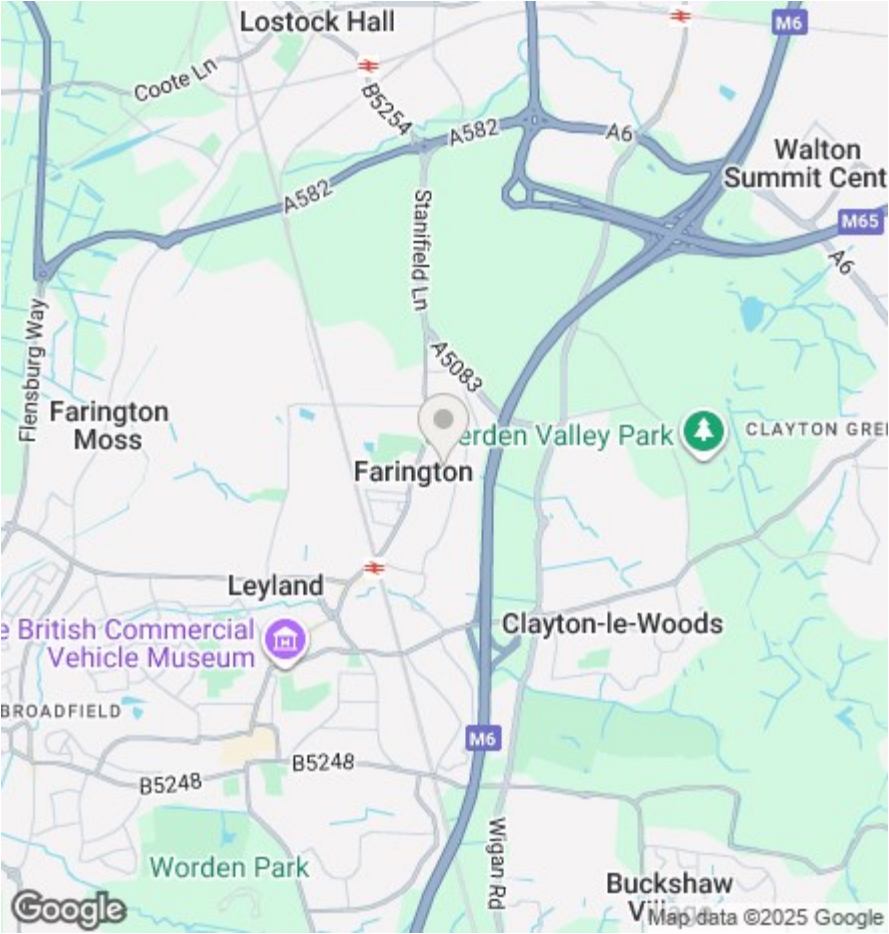 Lostock Hall
M6
Coote Ln
B5254
A582
A6
Walton
Summit Cent
A582
Stanifield Ln
M65
A6
Flensburg Way
A5083
Farington
Moss
erden Valley Park
CLAYTON GREE
Farington
Leyland
e British Commercial
Vehicle Museum
Clayton-le-Woods
BROADFIELD
M6
B5248
B5248
Wigan Rd
Worden Park
Buckshaw
Google
Map data ©2025 Google